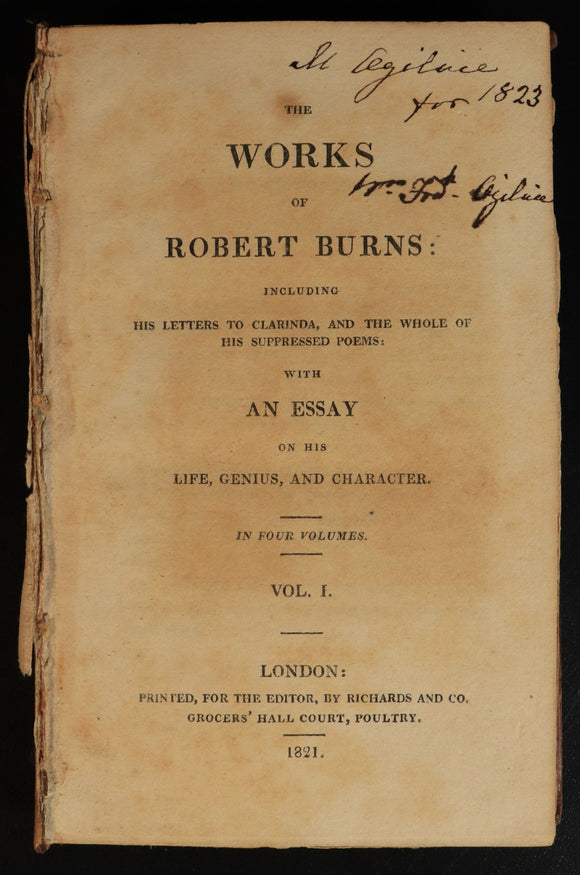 M Ogilvie
for 1823
THE
WORKS
Wm Frd. Ogilvie
OF
ROBERT BURNS:
INCLUDING
HIS LETTERS TO CLARINDA, AND THE WHOLE OF
HIS SUPPRESSED POEMS:
WITH
AN ESSAY
ON HIS
LIFE, GENIUS, AND CHARACTER.
IN FOUR VOLUMES.
VOL. I.
LONDON:
PRINTED, FOR THE EDITOR, BY RICHARDS AND CO.
GROCERS' HALL COURT, POULTRY.
1821.